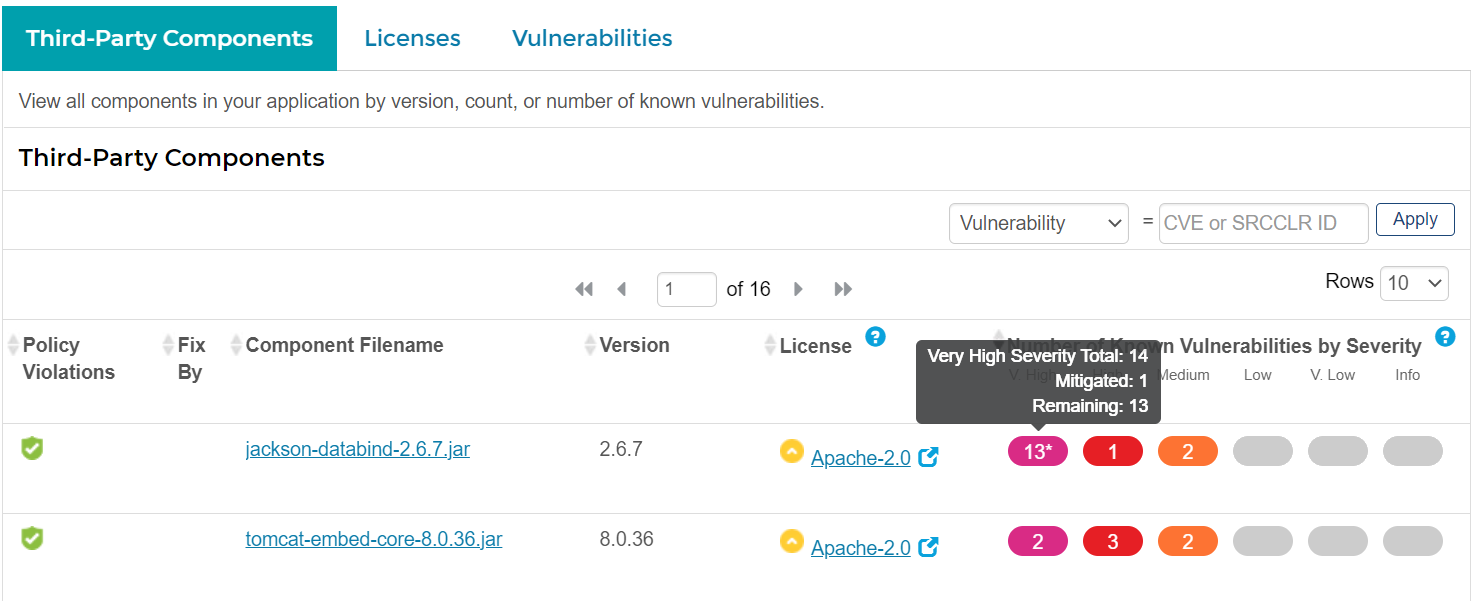 Third-Party Components Licenses Vulnerabilities
View all components in your application by version, count, or number of known vulnerabilities.
Third-Party Components
Vulnerability = CVE or SRCCLR ID Apply
1 of 16 Rows 10
Policy Violations Fix By Component Filename Version License ? Number of Known Vulnerabilities by Severity ?
V. High High Medium Low V. Low Info
Very High Severity Total: 14
Mitigated: 1
Remaining: 13
jackson-databind-2.6.7.jar 2.6.7 Apache-2.0 13* 1 2
tomcat-embed-core-8.0.36.jar 8.0.36 Apache-2.0 2 3 2